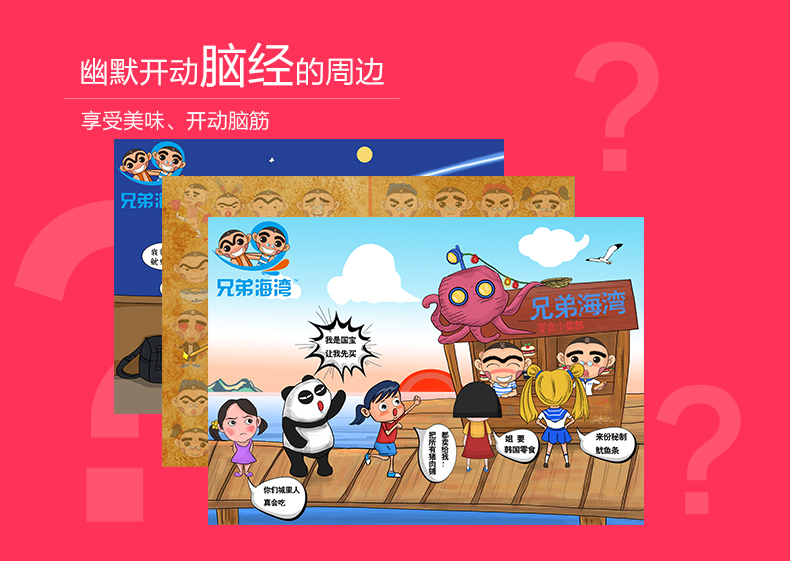 幽默开动脑经的周边
享受美味、开动脑筋
兄弟海
兄弟海湾™
兄弟海湾
零食小卖部
我是国宝
让我先买
都卖给我！
把所有猪肉铺
姐 要
韩国零食
来份秘制
鱿鱼条
你们城里人
真会吃